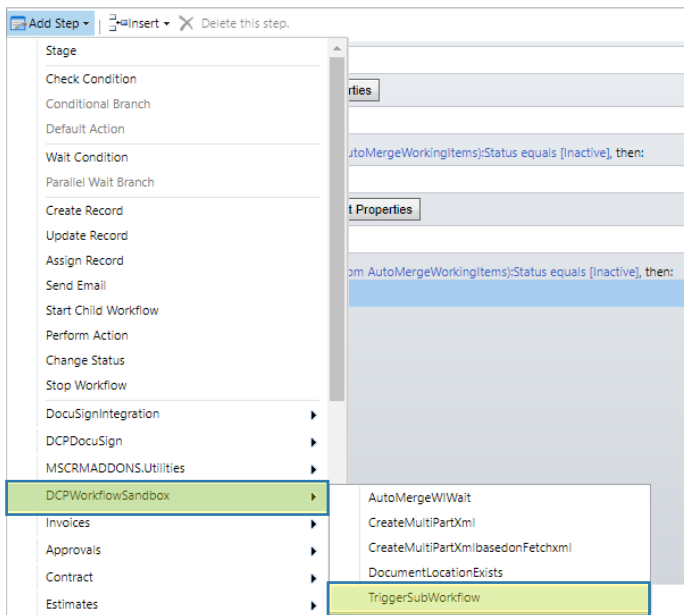 Add Step Insert Delete this step.
Stage
Check Condition
Conditional Branch
Default Action
Wait Condition
Parallel Wait Branch
Create Record
Update Record
Assign Record
Send Email
Start Child Workflow
Perform Action
Change Status
Stop Workflow
DocuSignIntegration
DCPDocuSign
MSCRMADDONS.Utilities
DCPWorkflowSandbox
Invoices
Approvals
Contract
Estimates
rties
utoMergeWorkingItems):Status equals [Inactive], then:
t Properties
om AutoMergeWorkingItems):Status equals [Inactive], then:
AutoMergeWIWait
CreateMultiPartXml
CreateMultiPartXmlbasedonFetchxml
DocumentLocationExists
TriggerSubWorkflow